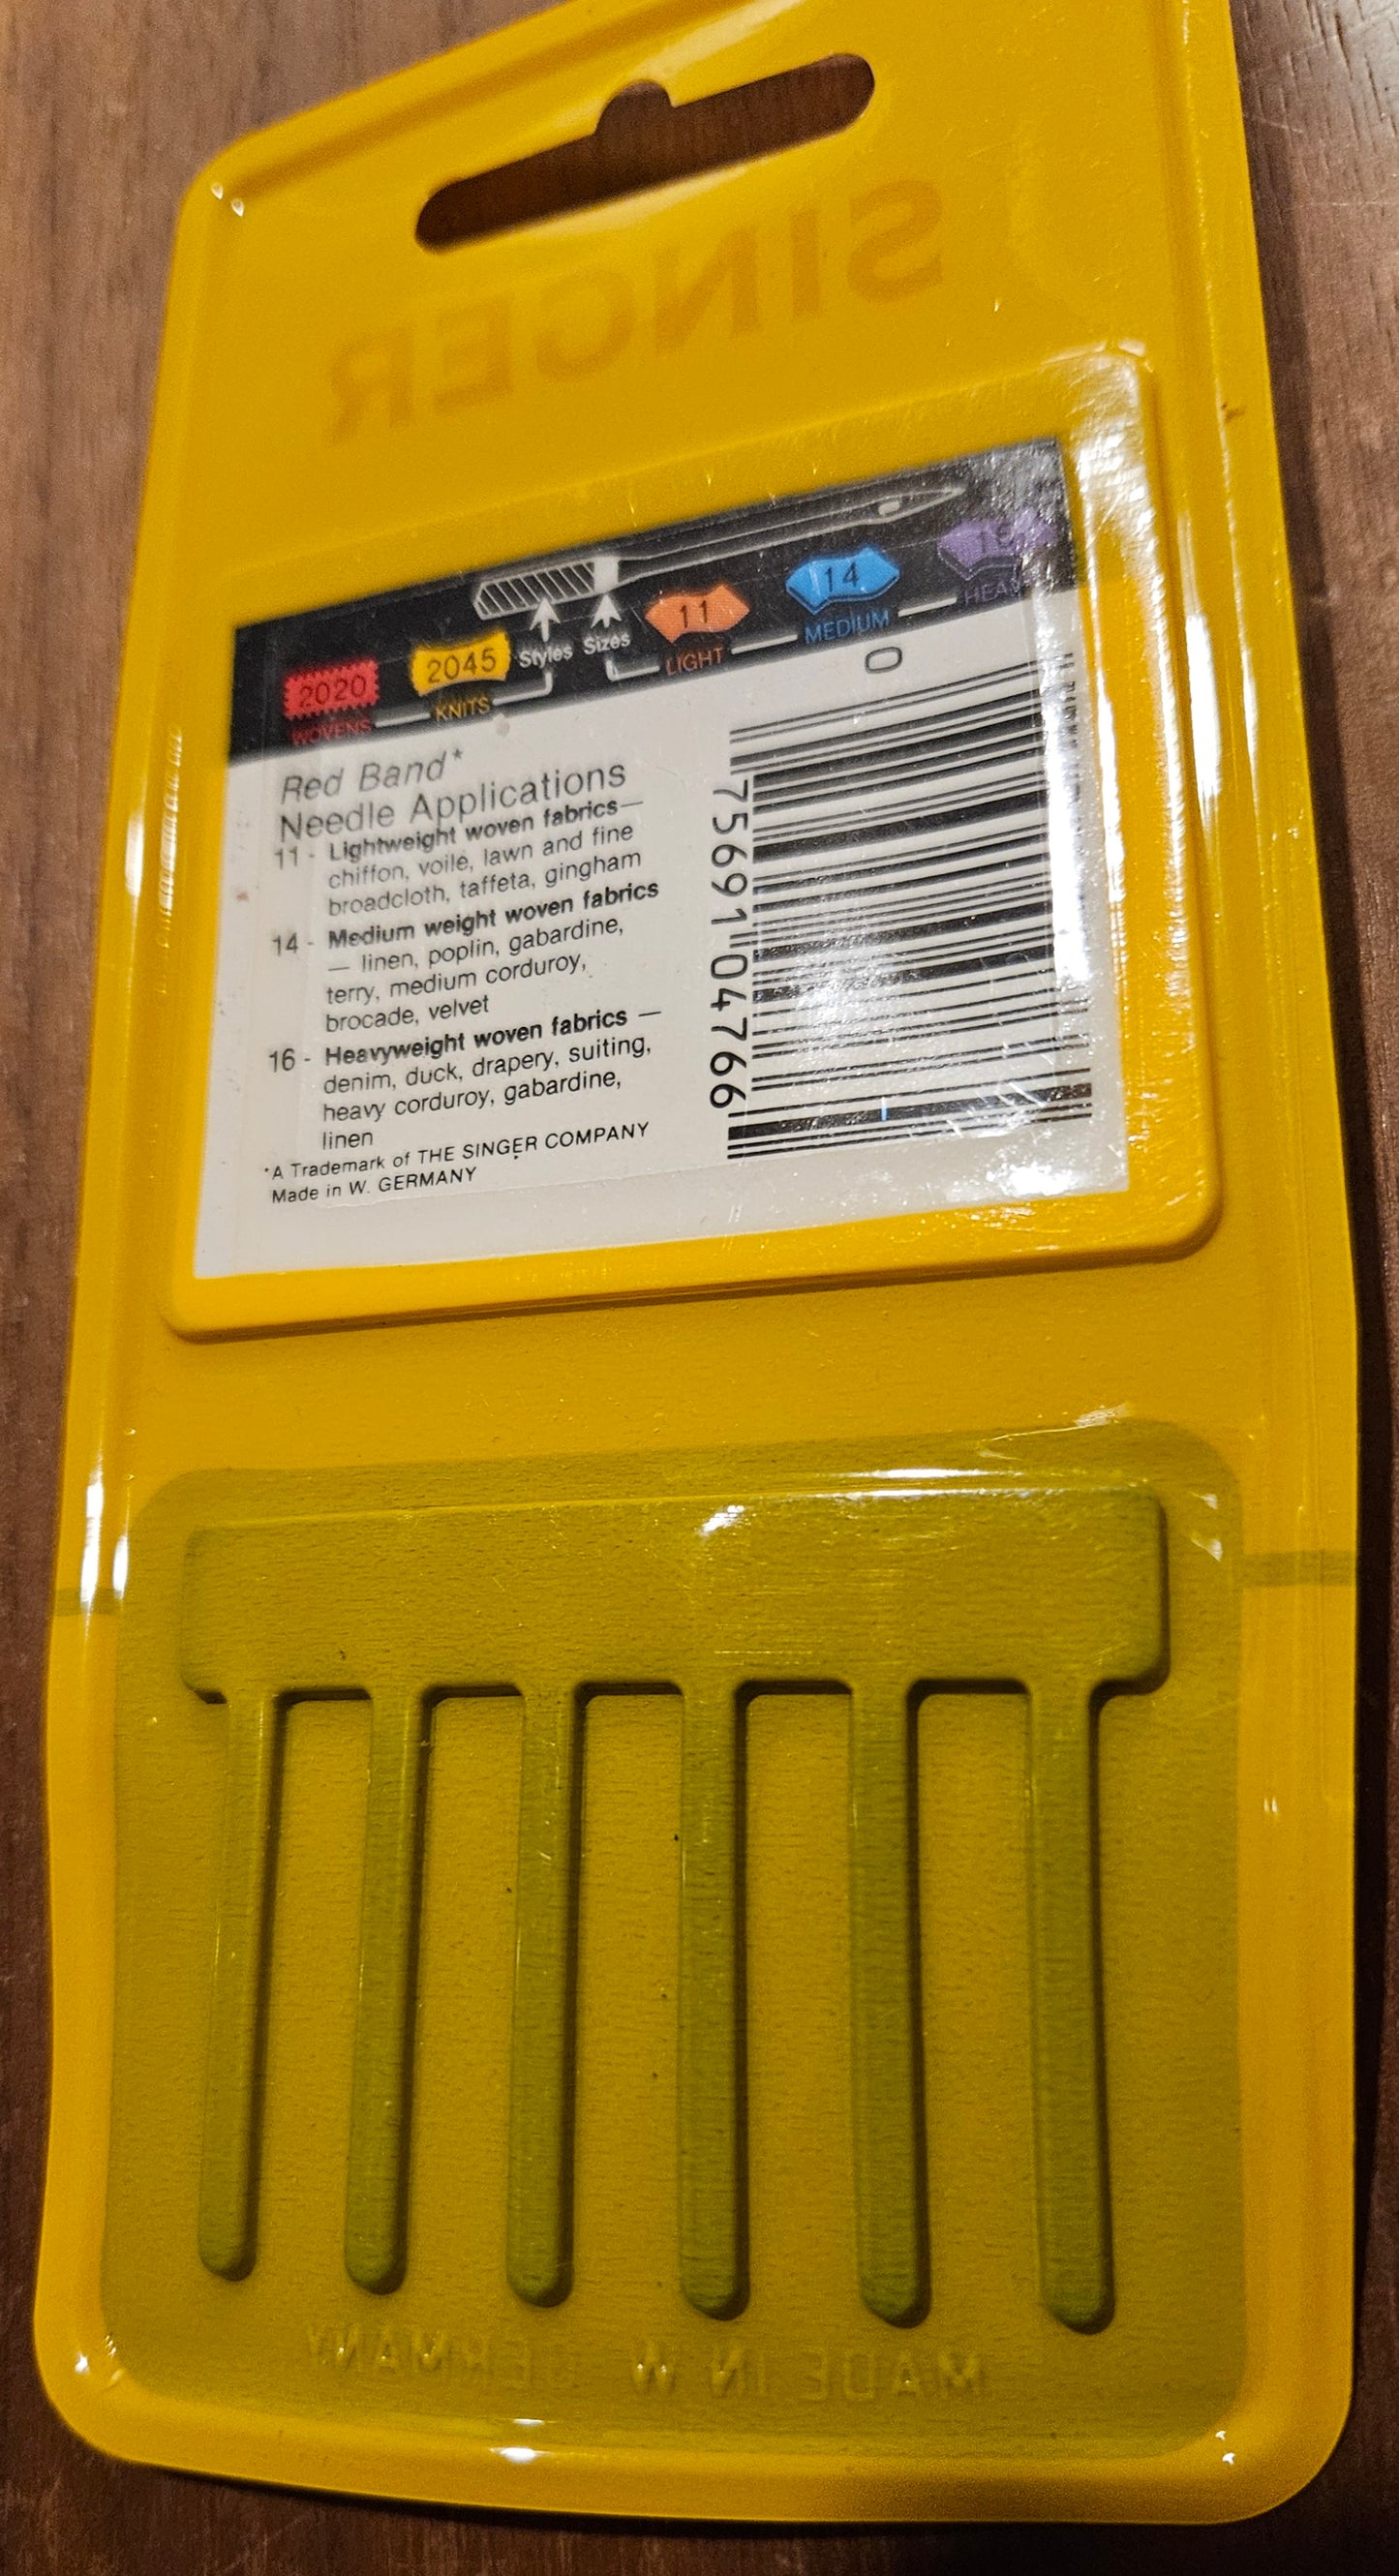 SINGER
2020
WOVENS
2045
KNITS
Styles
Sizes
11
LIGHT
14
MEDIUM
Red Band*
Needle Applications
11 - Lightweight woven fabrics—
chiffon, voile, lawn and fine
broadcloth, taffeta, gingham
14 - Medium weight woven fabrics
— linen, poplin, gabardine,
terry, medium corduroy,
brocade, velvet
16 - Heavyweight woven fabrics —
denim, duck, drapery, suiting,
heavy corduroy, gabardine,
linen
*A Trademark of THE SINGER COMPANY
Made in W. GERMANY
0
75691 04766
MADE IN W GERMANY